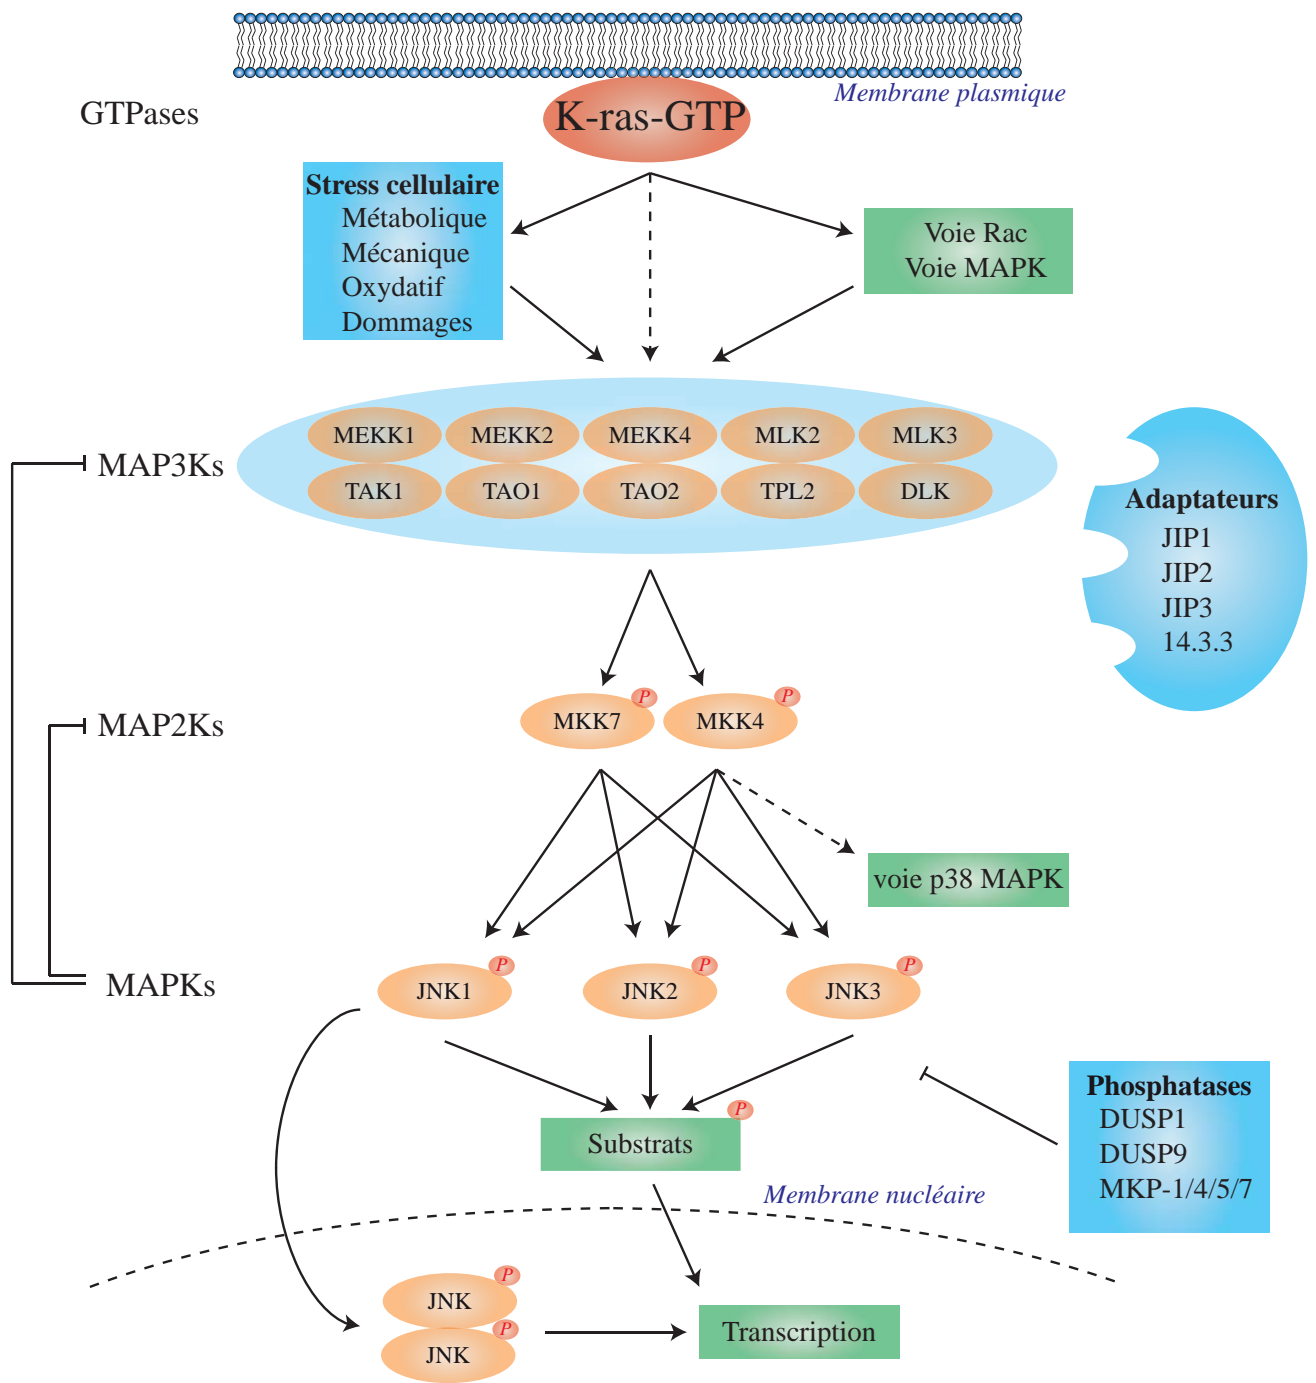 Membrane plasmique
GTPases
K-ras-GTP
Stress cellulaire
Métabolique
Mécanique
Oxydatif
Dommages
Voie Rac
Voie MAPK
MAP3Ks
MEKK1
MEKK2
MEKK4
MLK2
MLK3
TAK1
TAO1
TAO2
TPL2
DLK
Adaptateurs
JIP1
JIP2
JIP3
14.3.3
MAP2Ks
MKK7
P
MKK4
P
voie p38 MAPK
MAPKs
JNK1
P
JNK2
P
JNK3
P
Substrats
P
Phosphatases
DUSP1
DUSP9
MKP-1/4/5/7
Membrane nucléaire
JNK
P
JNK
P
Transcription